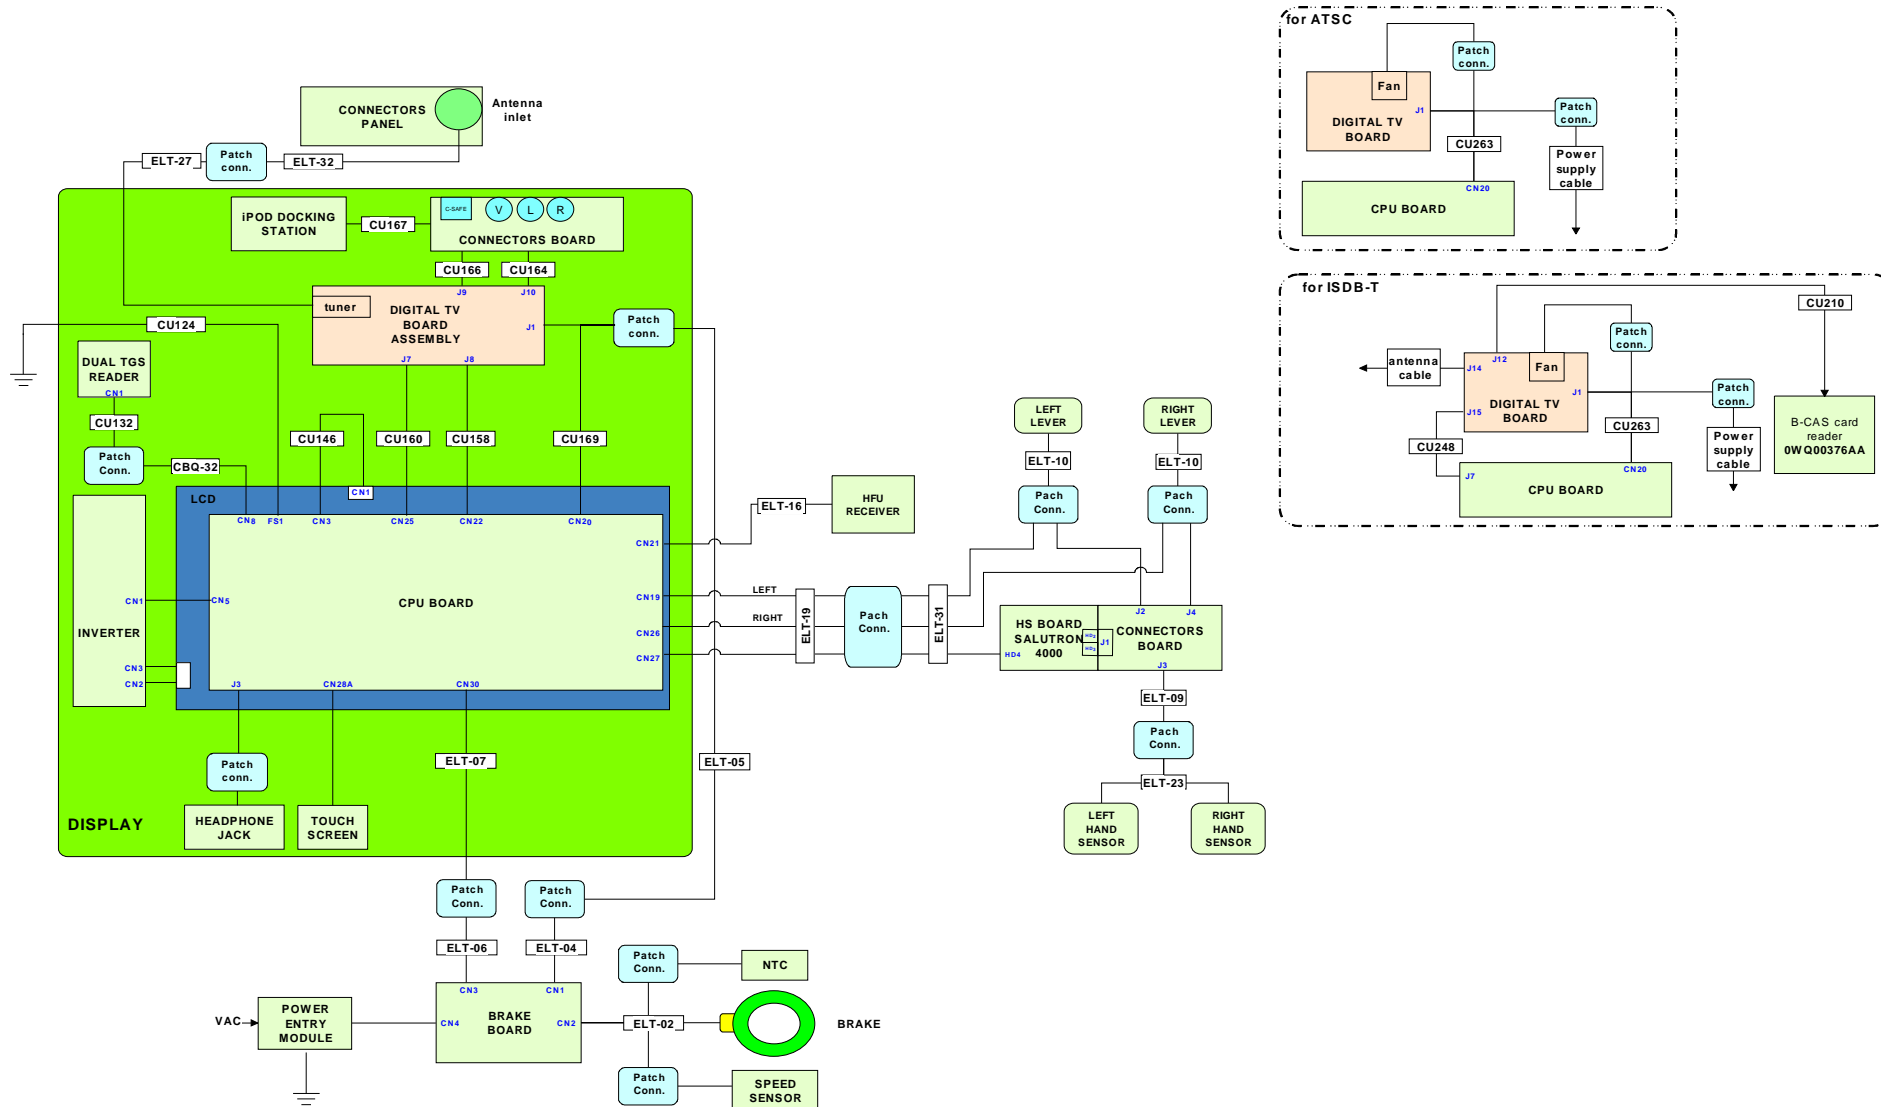 for ATSC
Patch
conn.
Fan
J1
DIGITAL TV
BOARD
Patch
conn.
CU263
Power
supply
cable
CN20
CPU BOARD
CONNECTORS
PANEL
Antenna
inlet
ELT-27
Patch
conn.
ELT-32
iPOD DOCKING
STATION
CU167
C-SAFE
V
L
R
CONNECTORS BOARD
CU166
CU164
J9
J10
tuner
DIGITAL TV
BOARD
ASSEMBLY
J1
J7
J8
Patch
conn.
CU124
DUAL TGS
READER
CN1
CU132
Patch
Conn.
CBQ-32
CU146
CU160
CU158
CU169
CN1
LCD
CN8
FS1
CN3
CN25
CN22
CN20
CN21
CN19
CN26
CN27
CN5
CPU BOARD
J3
CN28A
CN30
CN1
INVERTER
CN3
CN2
ELT-16
HFU
RECEIVER
LEFT
RIGHT
ELT-19
Pach
Conn.
ELT-31
LEFT
LEVER
RIGHT
LEVER
ELT-10
ELT-10
Pach
Conn.
Pach
Conn.
HS BOARD
SALUTRON
4000
HD4
HD2
HD3
J1
J2
J4
CONNECTORS
BOARD
J3
ELT-09
Pach
Conn.
ELT-23
LEFT
HAND
SENSOR
RIGHT
HAND
SENSOR
Patch
conn.
HEADPHONE
JACK
TOUCH
SCREEN
DISPLAY
ELT-07
ELT-05
Patch
Conn.
Patch
Conn.
ELT-06
ELT-04
CN3
CN1
CN4
CN2
BRAKE
BOARD
VAC
POWER
ENTRY
MODULE
Patch
Conn.
NTC
ELT-02
BRAKE
Patch
Conn.
SPEED
SENSOR
for ISDB-T
CU210
Patch
conn.
antenna
cable
J14
J12
Fan
J1
J15
DIGITAL TV
BOARD
Patch
conn.
CU248
CU263
Power
supply
cable
J7
CN20
CPU BOARD
B-CAS card
reader
0WQ00376AA